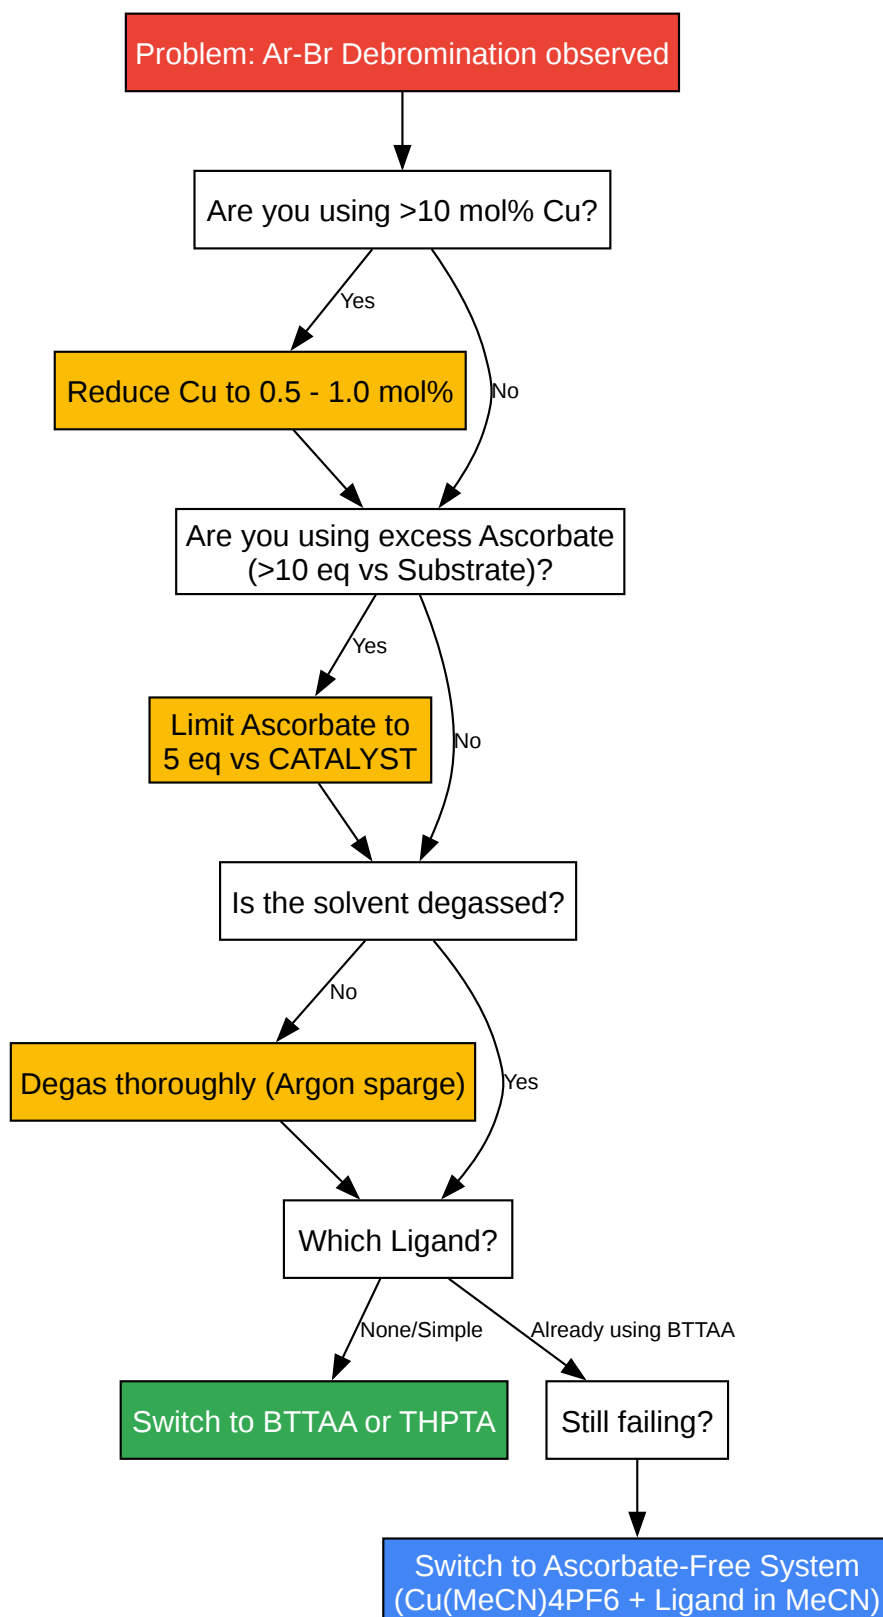 Problem: Ar-Br Debromination observed
Are you using >10 mol% Cu?
Yes
Reduce Cu to 0.5 - 1.0 mol%
No
Are you using excess Ascorbate
(>10 eq vs Substrate)?
Yes
Limit Ascorbate to
5 eq vs CATALYST
No
Is the solvent degassed?
No
Degas thoroughly (Argon sparge)
Yes
Which Ligand?
None/Simple
Already using BTTAA
Switch to BTTAA or THPTA
Still failing?
Switch to Ascorbate-Free System
(Cu(MeCN)4PF6 + Ligand in MeCN)